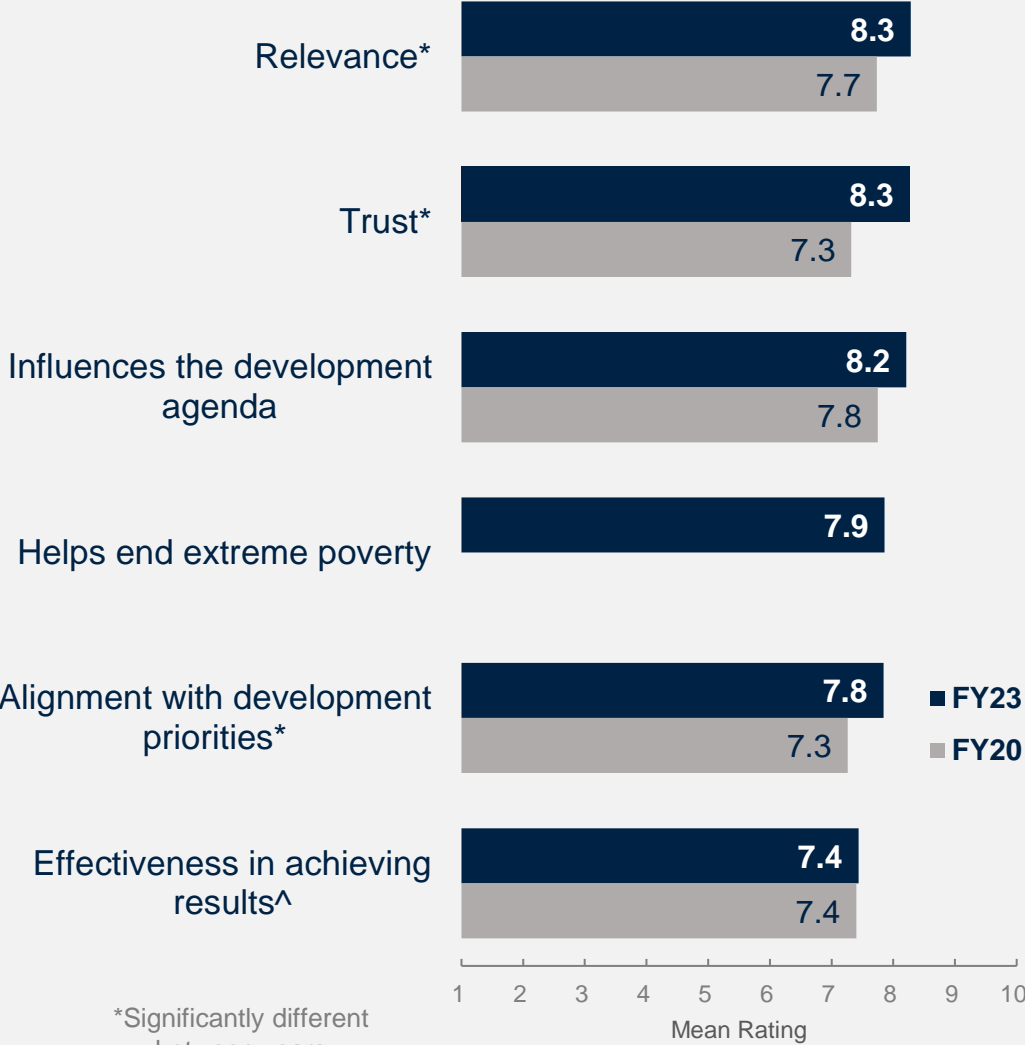 Relevance*
8.3
7.7
Trust*
8.3
7.3
Influences the development
agenda
8.2
7.8
Helps end extreme poverty
7.9
Alignment with development
priorities*
7.8
7.3
FY23
FY20
Effectiveness in achieving
results^
7.4
7.4
1 2 3 4 5 6 7 8 9 10
Mean Rating
*Significantly different